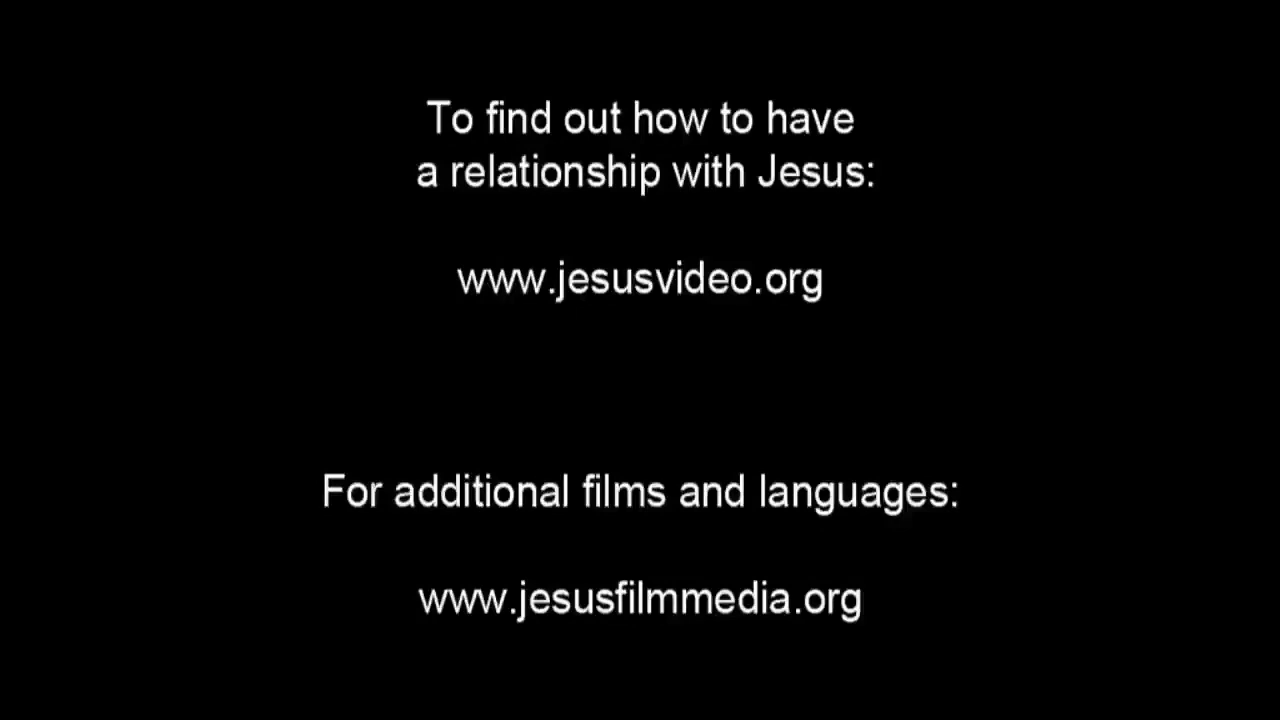 To find out how to have
a relationship with Jesus:
www.jesusvideo.org
For additional films and languages:
www.jesusfilmmedia.org